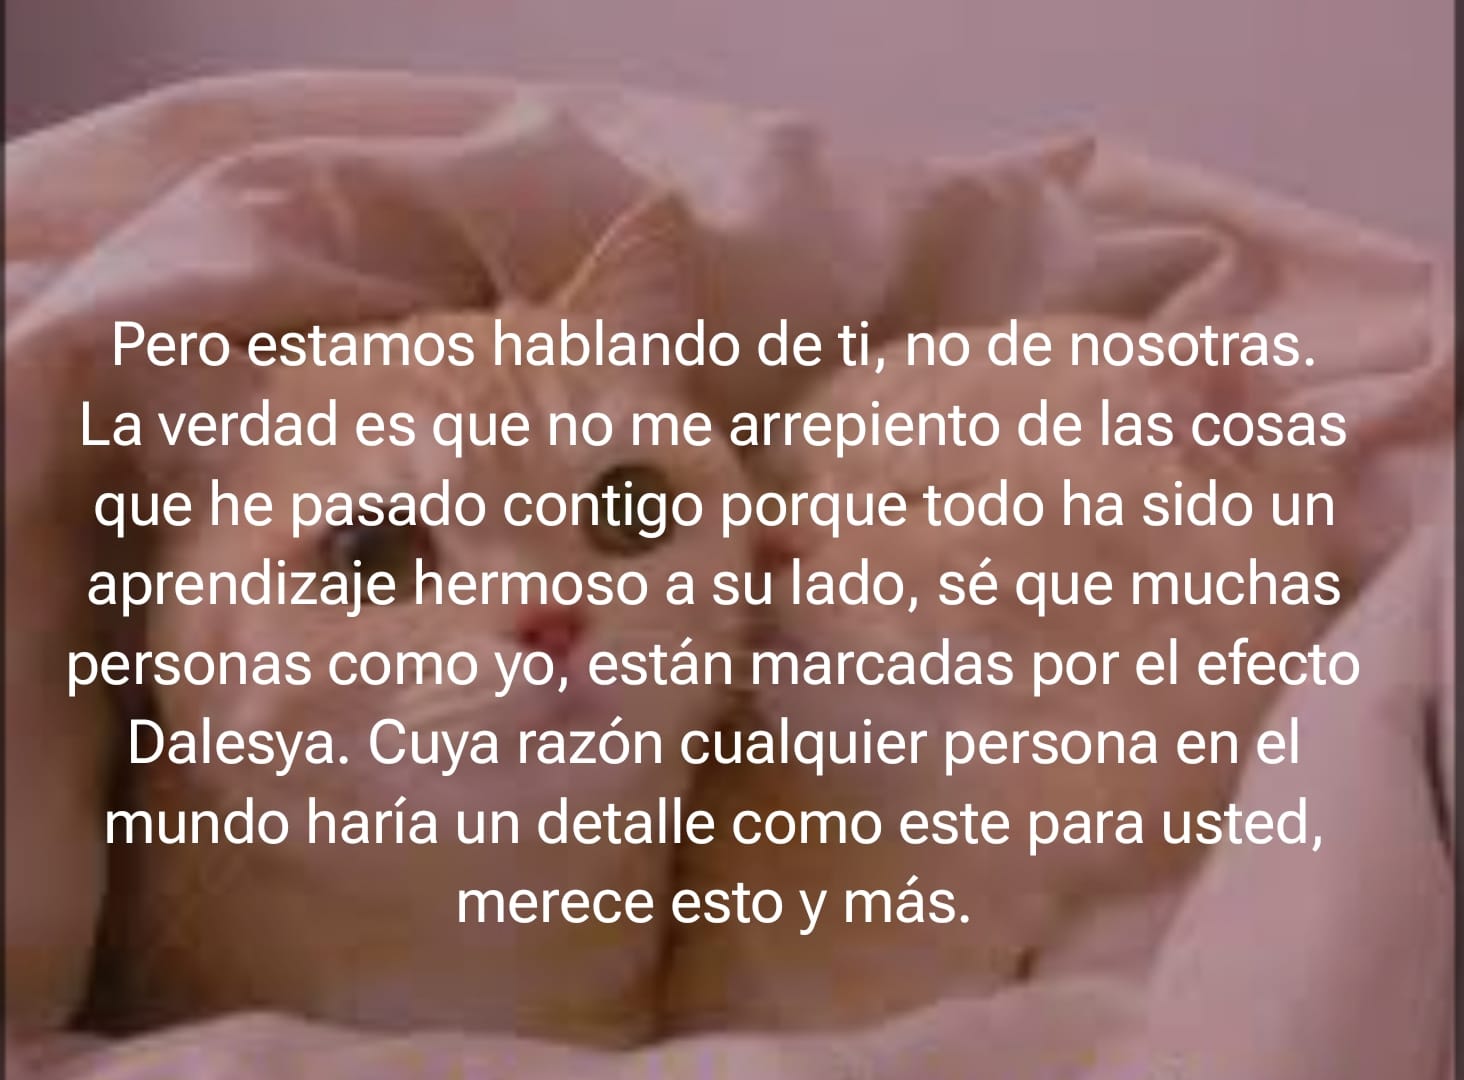 Pero estamos hablando de ti, no de nosotras.
La verdad es que no me arrepiento de las cosas
que he pasado contigo porque todo ha sido un
aprendizaje hermoso a su lado, sé que muchas
personas como yo, están marcadas por el efecto
Dalesya. Cuya razón cualquier persona en el
mundo haría un detalle como este para usted,
merece esto y más.